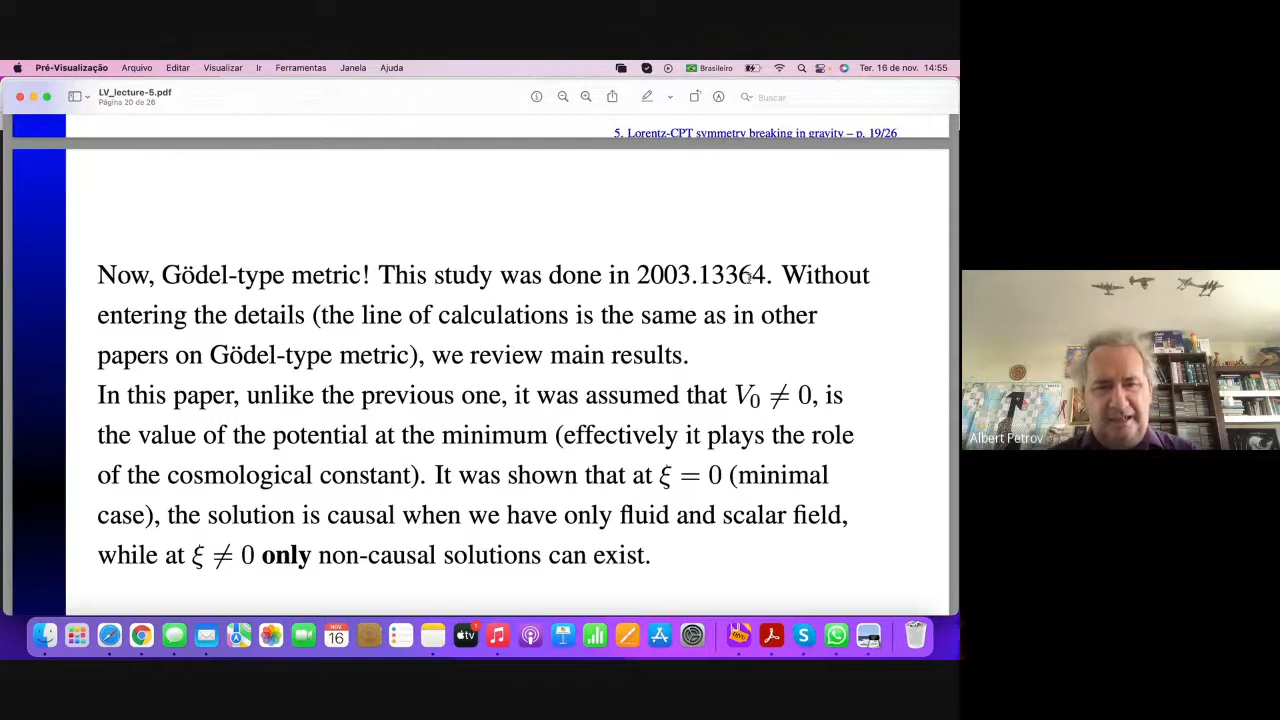 Pré-Visualização Arquivo Editar Visualizar Ir Ferramentas Janela Ajuda Brasileiro Ter. 16 de nov. 14:55
LV_lecture-5.pdf
Página 20 de 26
Buscar
5. Lorentz-CPT symmetry breaking in gravity – p. 19/26
Now, Gödel-type metric! This study was done in 2003.13364. Without
entering the details (the line of calculations is the same as in other
papers on Gödel-type metric), we review main results.
In this paper, unlike the previous one, it was assumed that V₀ ≠ 0, is
the value of the potential at the minimum (effectively it plays the role
of the cosmological constant). It was shown that at ξ = 0 (minimal
case), the solution is causal when we have only fluid and scalar field,
while at ξ ≠ 0 only non-causal solutions can exist.
Albert Petrov
NOV.
16
tv
1